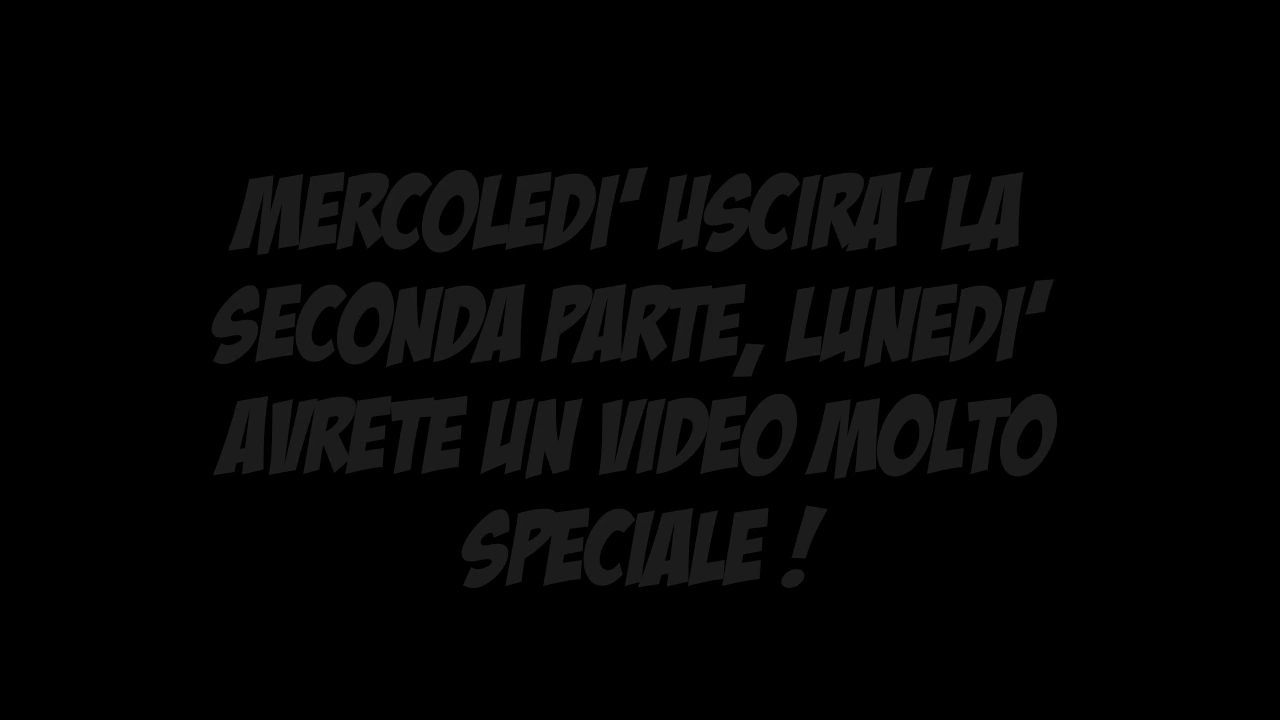 MERCOLEDI' USCIRA' LA
SECONDA PARTE, LUNEDI'
AVRETE UN VIDEO MOLTO
SPECIALE !